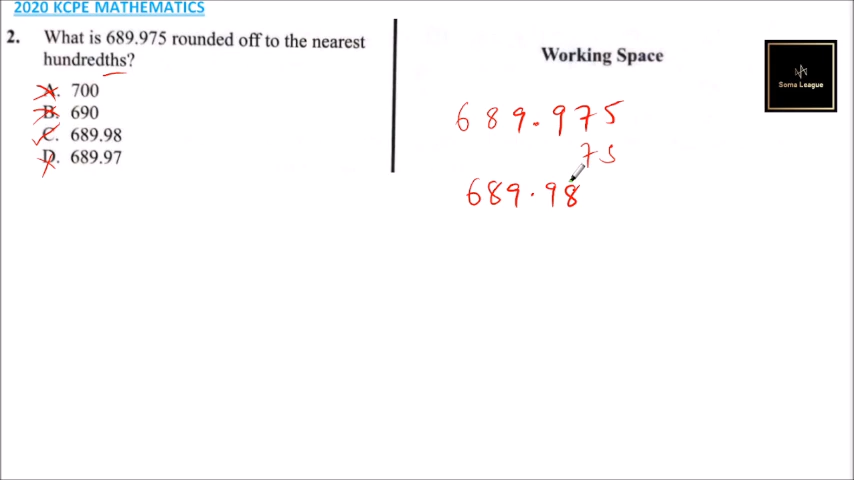 2020 KCPE MATHEMATICS
2. What is 689.975 rounded off to the nearest
hundredths?
A. 700
B. 690
C. 689.98
D. 689.97
Working Space
689.975
75
689.98
Soma League